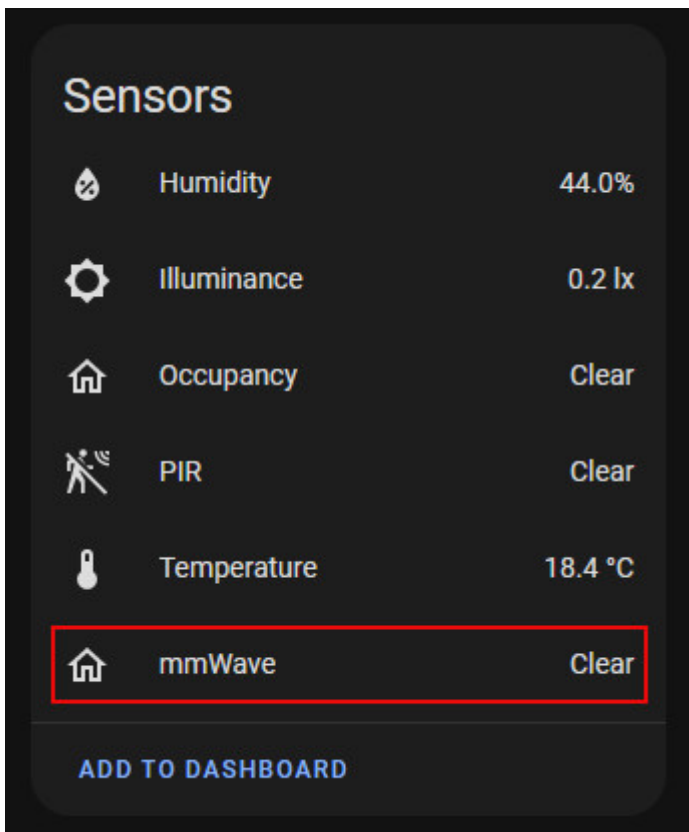 Sensors
Humidity 44.0%
Illuminance 0.2 lx
Occupancy Clear
PIR Clear
Temperature 18.4 °C
mmWave Clear
ADD TO DASHBOARD